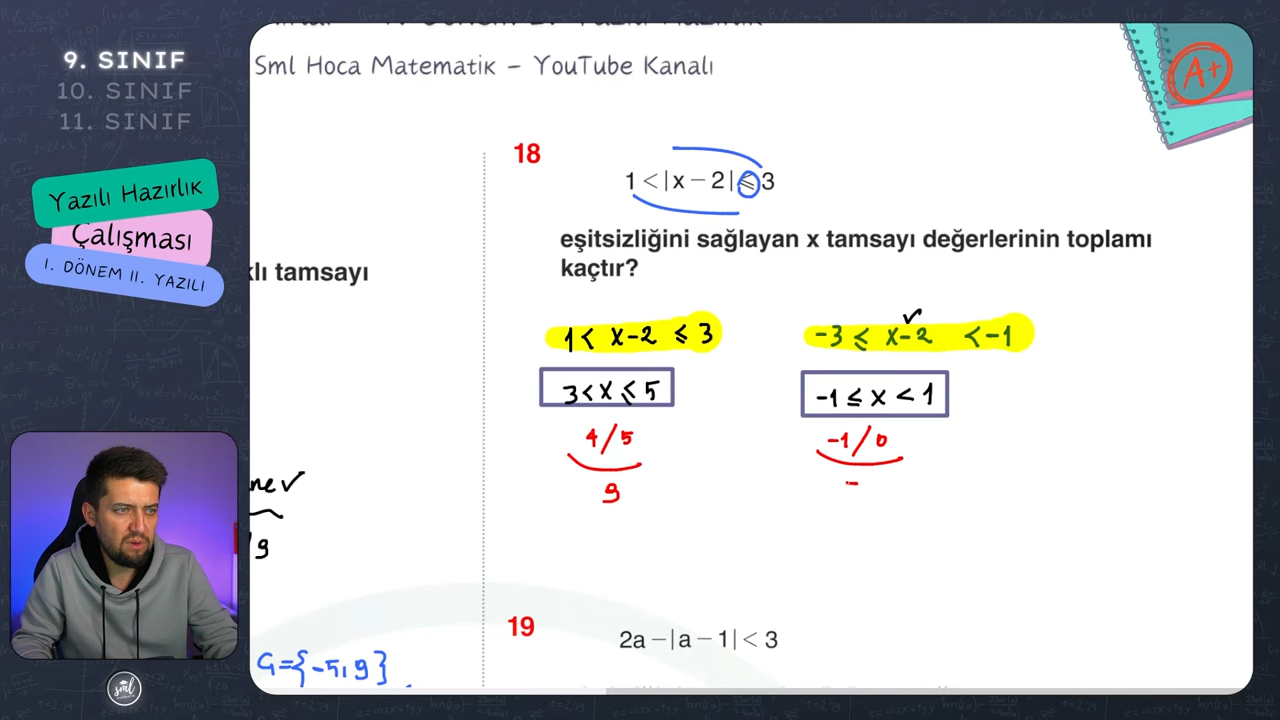 9. SINIF
10. SINIF
11. SINIF
Yazılı Hazırlık
Çalışması
I. DÖNEM II. YAZILI
Sml Hoca Matematik – YouTube Kanalı
A+
klı tamsayı
18
1 < |x – 2| ≤ 3
eşitsizliğini sağlayan x tamsayı değerlerinin toplamı
kaçtır?
1 < x-2 ≤ 3
3 < x ≤ 5
4 / 5
9
✓
-3 ≤ x-2 < -1
-1 ≤ x < 1
-1 / 0
-
9
Ç={-5,9}
19
2a – |a – 1| < 3
sml